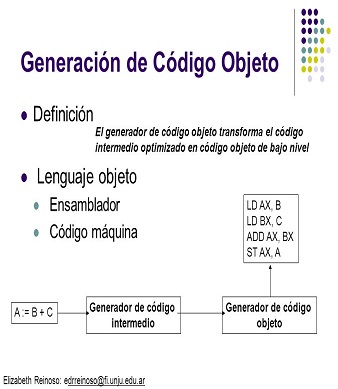 Generación de Código Objeto
Definición
El generador de código objeto transforma el código
intermedio optimizado en código objeto de bajo nivel
Lenguaje objeto
Ensamblador
Código máquina
LD AX, B
LD BX, C
ADD AX, BX
ST AX, A
A := B + C
Generador de código
intermedio
Generador de código
objeto
Elizabeth Reinoso: edrreinoso@fi.unju.edu.ar